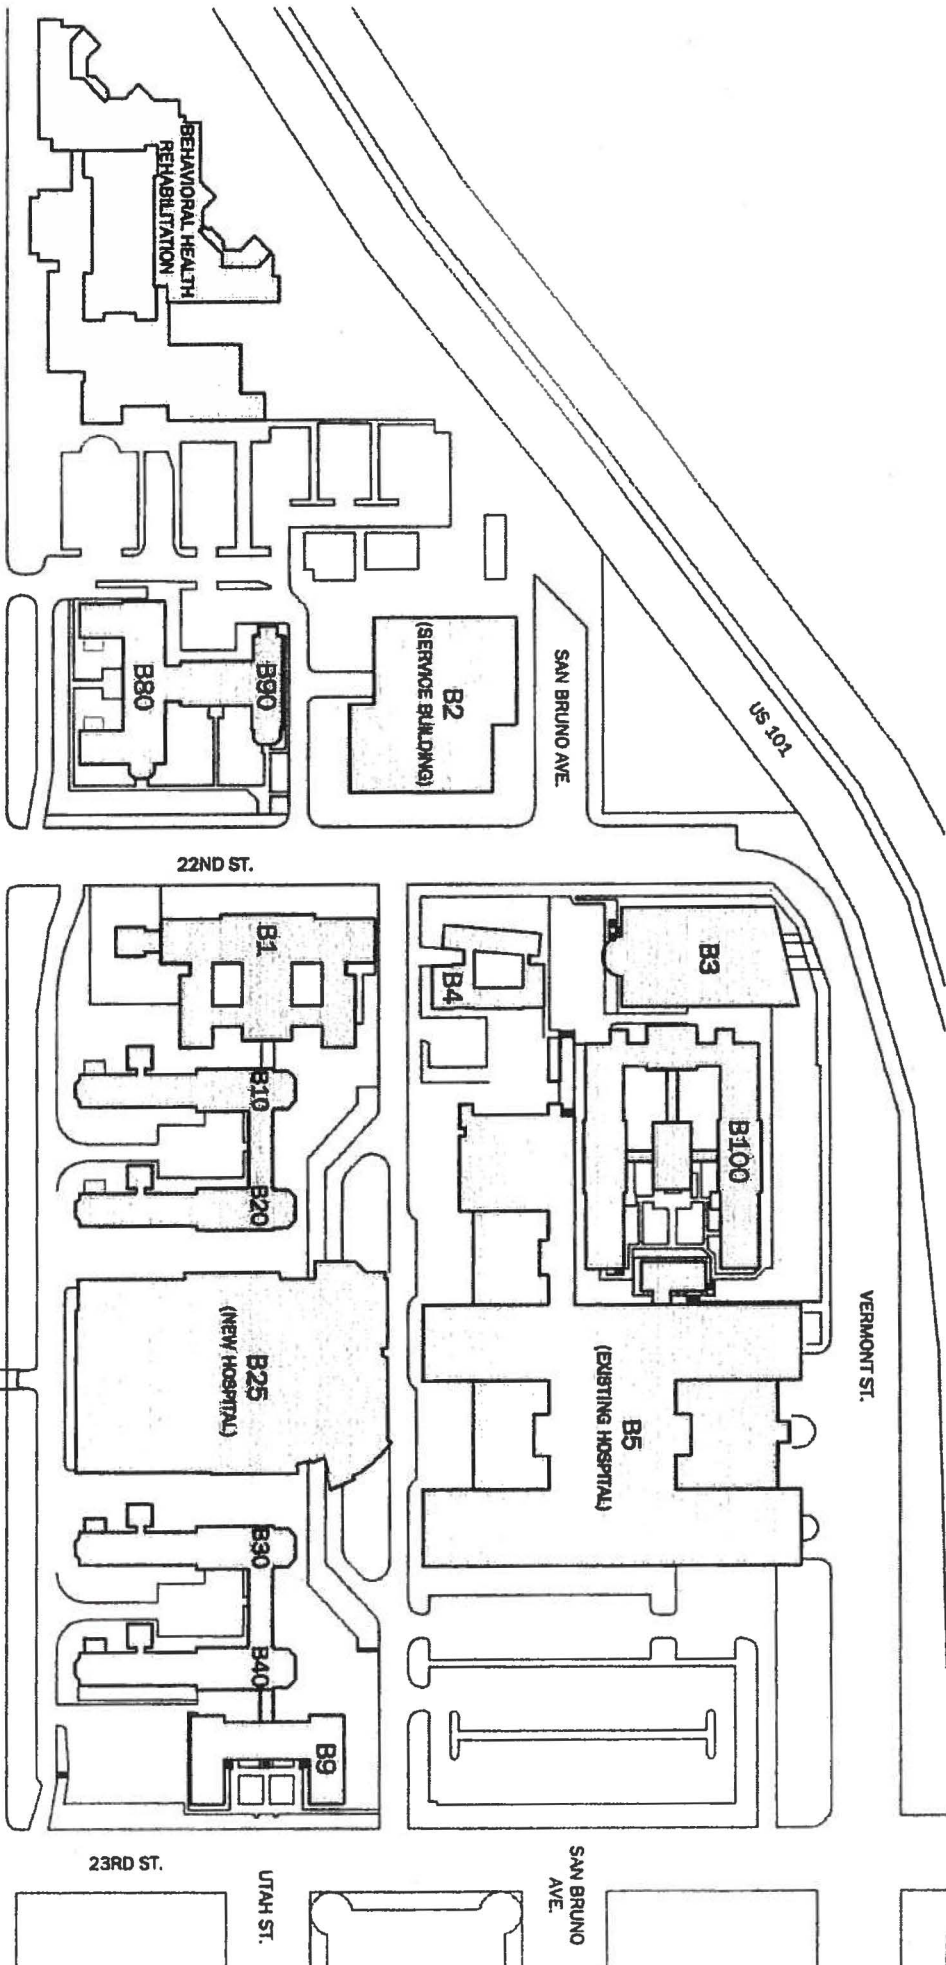 BEHAVIORAL HEALTH
REHABILITATION
B80
B90
B2
(SERVICE BUILDING)
SAN BRUNO AVE.
US 101
22ND ST.
B1
B4
B3
B10
B100
B20
VERMONT ST.
B25
(NEW HOSPITAL)
B5
(EXISTING HOSPITAL)
B30
B40
B9
23RD ST.
UTAH ST.
SAN BRUNO
AVE.